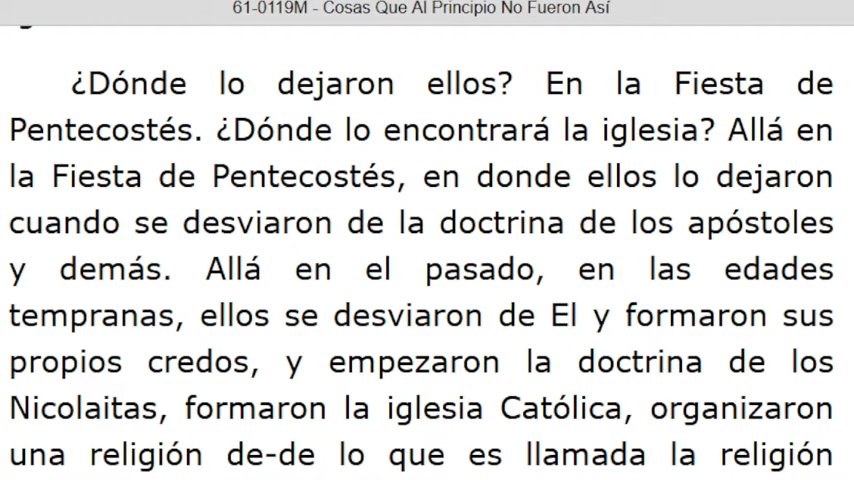 61-0119M - Cosas Que Al Principio No Fueron Así
¿Dónde lo dejaron ellos? En la Fiesta de
Pentecostés. ¿Dónde lo encontrará la iglesia? Allá en
la Fiesta de Pentecostés, en donde ellos lo dejaron
cuando se desviaron de la doctrina de los apóstoles
y demás. Allá en el pasado, en las edades
tempranas, ellos se desviaron de El y formaron sus
propios credos, y empezaron la doctrina de los
Nicolaitas, formaron la iglesia Católica, organizaron
una religión de-de lo que es llamada la religión